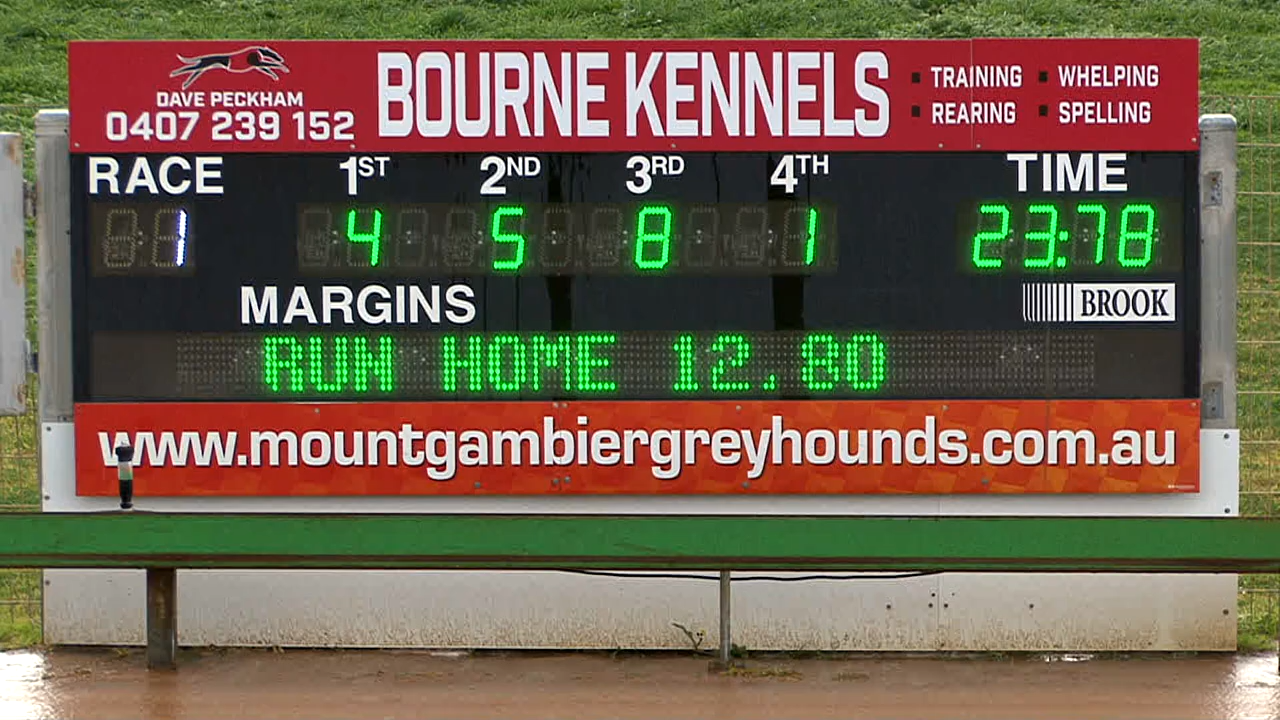 DAVE PECKHAM
0407 239 152
BOURNE KENNELS
TRAINING
WHELPING
REARING
SPELLING
RACE 1ST 2ND 3RD 4TH TIME
1 4 5 8 1 23:78
MARGINS
BROOK
RUN HOME 12.80
www.mountgambiergreyhounds.com.au